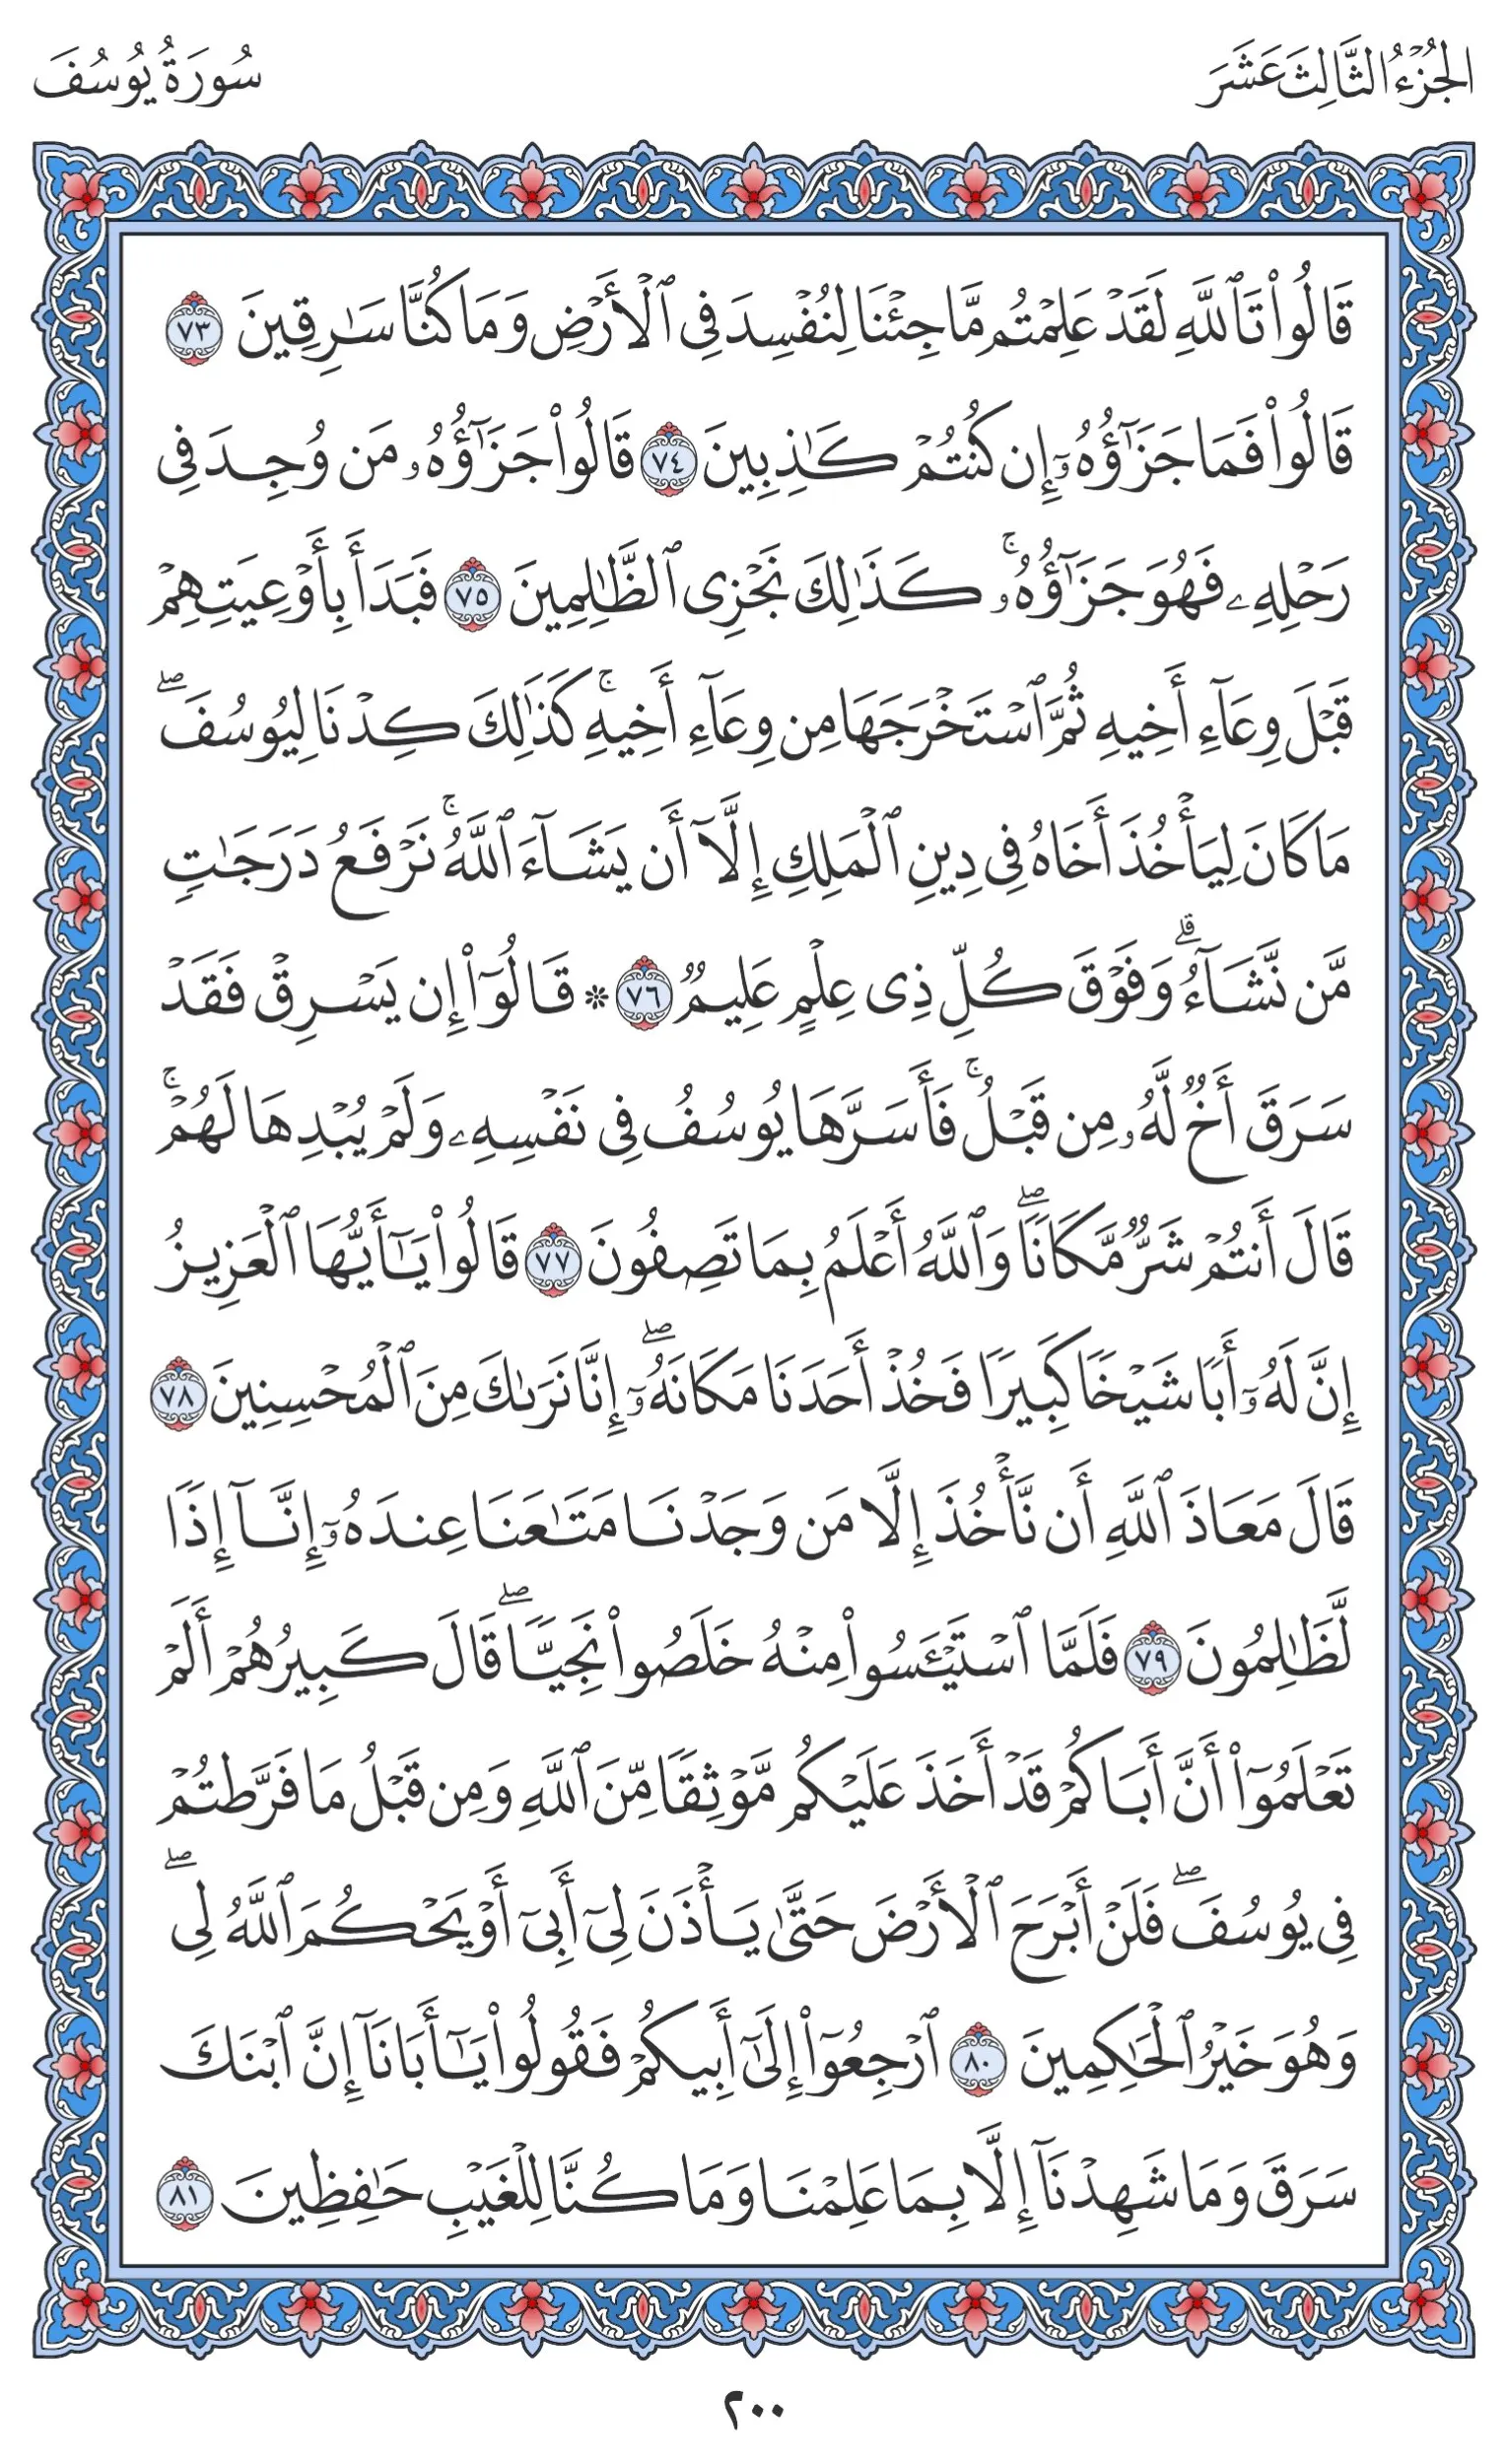 الجُزْءُ الثَّالِثَ عَشَرَ
سُورَةُ يُوسُفَ
قَالُوا۟ تَٱللَّهِ لَقَدْ عَلِمْتُم مَّا جِئْنَا لِنُفْسِدَ فِى ٱلْأَرْضِ وَمَا كُنَّا سَـٰرِقِينَ ٧٣
قَالُوا۟ فَمَا جَزَٰٓؤُهُۥٓ إِن كُنتُمْ كَـٰذِبِينَ ٧٤ قَالُوا۟ جَزَٰٓؤُهُۥ مَن وُجِدَ فِى
رَحْلِهِۦ فَهُوَ جَزَٰٓؤُهُۥ ۚ كَذَٰلِكَ نَجْزِى ٱلظَّـٰلِمِينَ ٧٥ فَبَدَأَ بِأَوْعِيَتِهِمْ
قَبْلَ وِعَآءِ أَخِيهِ ثُمَّ ٱسْتَخْرَجَهَا مِن وِعَآءِ أَخِيهِ ۚ كَذَٰلِكَ كِدْنَا لِيُوسُفَ ۖ
مَا كَانَ لِيَأْخُذَ أَخَاهُ فِى دِينِ ٱلْمَلِكِ إِلَّآ أَن يَشَآءَ ٱللَّهُ ۚ نَرْفَعُ دَرَجَـٰتٍ
مَّن نَّشَآءُ ۗ وَفَوْقَ كُلِّ ذِى عِلْمٍ عَلِيمٌ ٧٦ ۞ قَالُوٓا۟ إِن يَسْرِقْ فَقَدْ
سَرَقَ أَخٌ لَّهُۥ مِن قَبْلُ ۚ فَأَسَرَّهَا يُوسُفُ فِى نَفْسِهِۦ وَلَمْ يُبْدِهَا لَهُمْ ۚ
قَالَ أَنتُمْ شَرٌّ مَّكَانًا ۖ وَٱللَّهُ أَعْلَمُ بِمَا تَصِفُونَ ٧٧ قَالُوا۟ يَـٰٓأَيُّهَا ٱلْعَزِيزُ
إِنَّ لَهُۥٓ أَبًا شَيْخًا كَبِيرًا فَخُذْ أَحَدَنَا مَكَانَهُۥٓ ۖ إِنَّا نَرَىٰكَ مِنَ ٱلْمُحْسِنِينَ ٧٨
قَالَ مَعَاذَ ٱللَّهِ أَن نَّأْخُذَ إِلَّا مَن وَجَدْنَا مَتَـٰعَنَا عِندَهُۥٓ إِنَّآ إِذًا
لَّظَـٰلِمُونَ ٧٩ فَلَمَّا ٱسْتَيْـَٔسُوا۟ مِنْهُ خَلَصُوا۟ نَجِيًّا ۖ قَالَ كَبِيرُهُمْ أَلَمْ
تَعْلَمُوٓا۟ أَنَّ أَبَاكُمْ قَدْ أَخَذَ عَلَيْكُم مَّوْثِقًا مِّنَ ٱللَّهِ وَمِن قَبْلُ مَا فَرَّطتُمْ
فِى يُوسُفَ ۖ فَلَنْ أَبْرَحَ ٱلْأَرْضَ حَتَّىٰ يَأْذَنَ لِىٓ أَبِىٓ أَوْ يَحْكُمَ ٱللَّهُ لِى ۖ
وَهُوَ خَيْرُ ٱلْحَـٰكِمِينَ ٨٠ ٱرْجِعُوٓا۟ إِلَىٰٓ أَبِيكُمْ فَقُولُوا۟ يَـٰٓأَبَانَآ إِنَّ ٱبْنَكَ
سَرَقَ وَمَا شَهِدْنَآ إِلَّا بِمَا عَلِمْنَا وَمَا كُنَّا لِلْغَيْبِ حَـٰفِظِينَ ٨١
٢٠٠